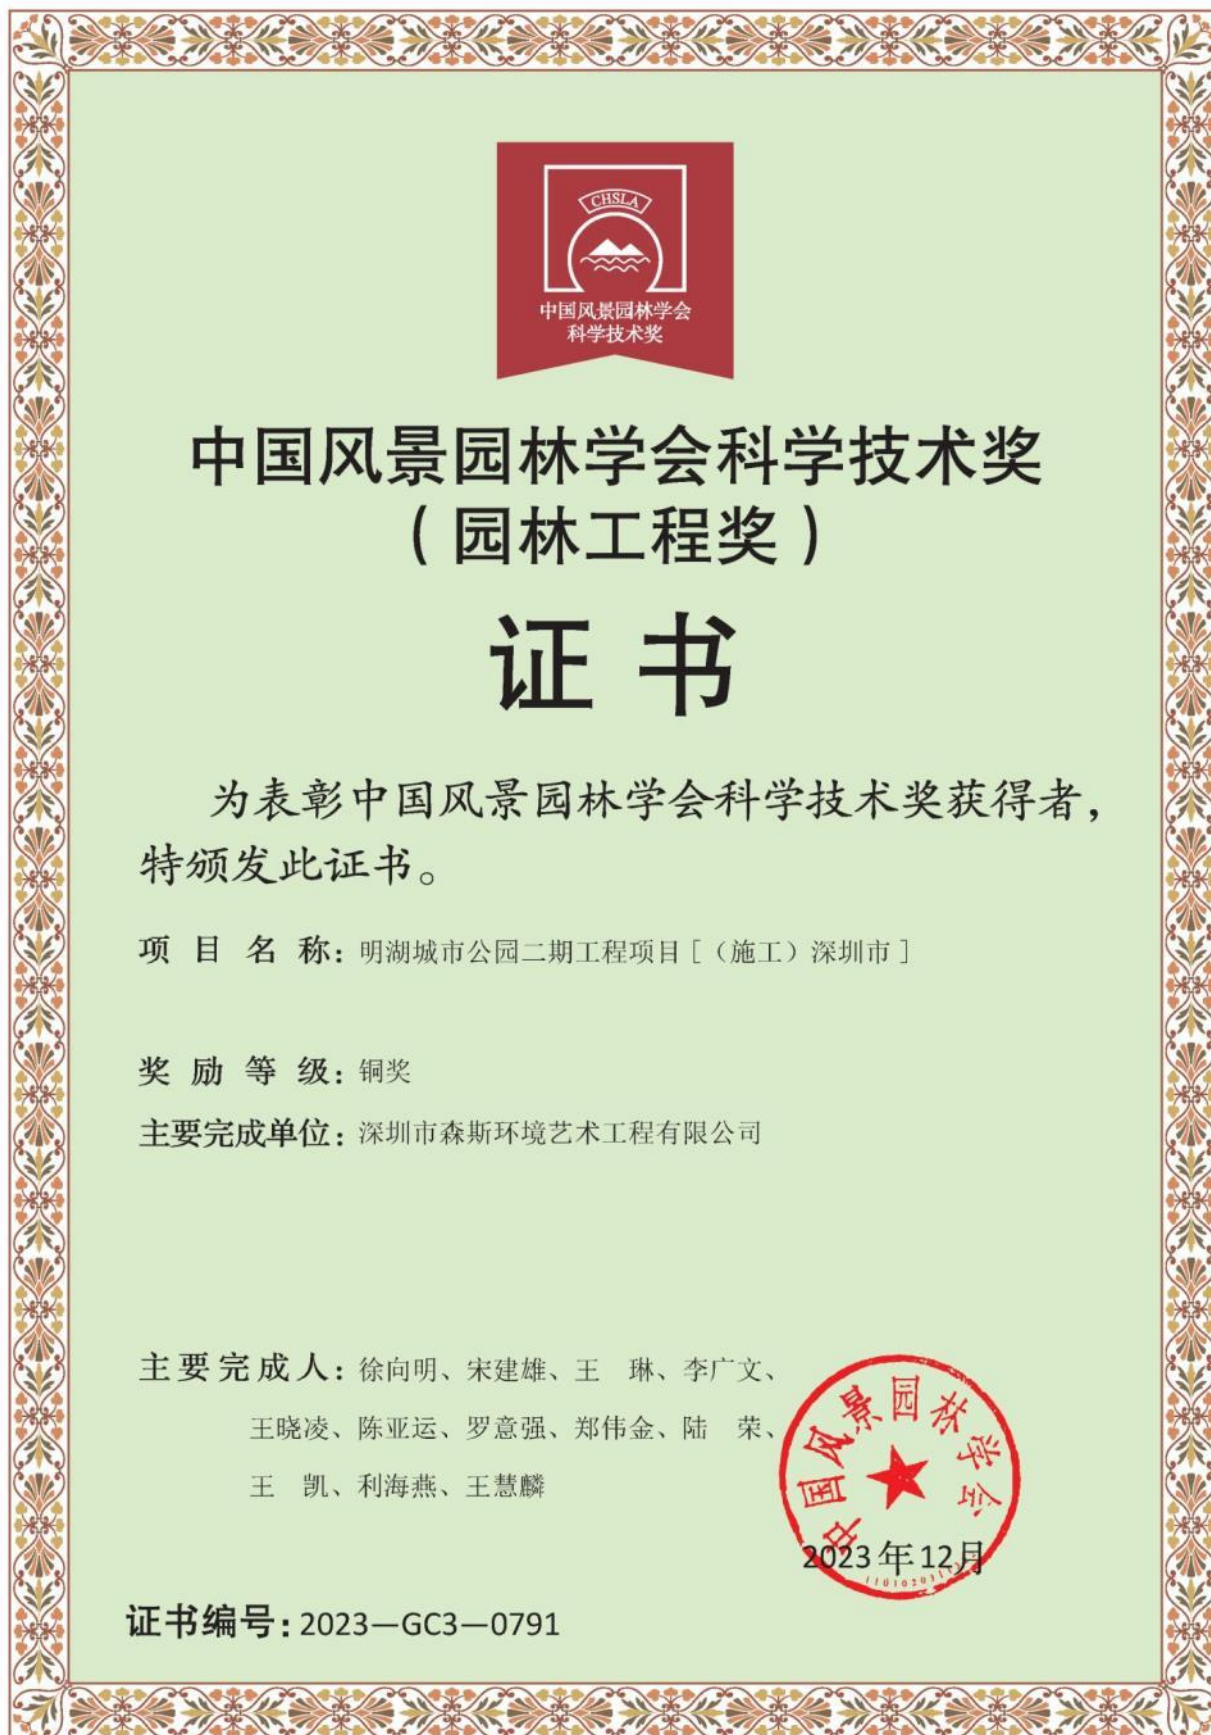 CHSLA
中国风景园林学会
科学技术奖
中国风景园林学会科学技术奖
（园林工程奖）
证书
为表彰中国风景园林学会科学技术奖获得者，
特颁发此证书。
项目名称：明湖城市公园二期工程项目［（施工）深圳市］
奖励等级：铜奖
主要完成单位：深圳市森斯环境艺术工程有限公司
主要完成人：徐向明、宋建雄、王　琳、李广文、
王晓凌、陈亚运、罗意强、郑伟金、陆　荣、
王　凯、利海燕、王慧麟
中国风景园林学会
2023年12月
证书编号：2023—GC3—0791